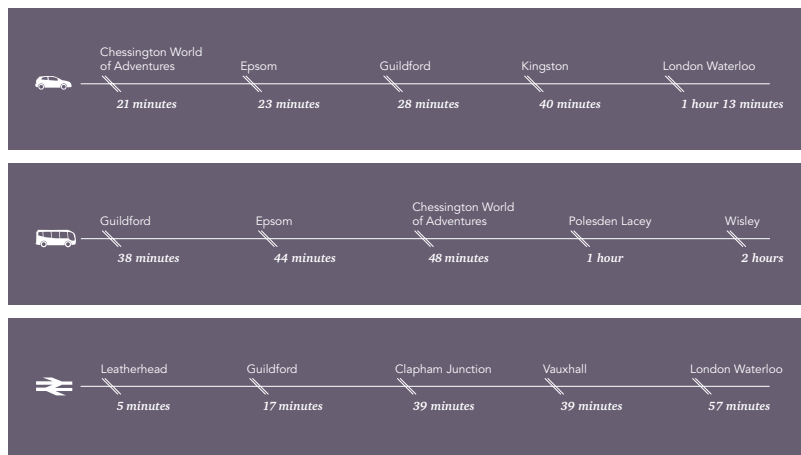 Chessington World
of Adventures
Epsom
Guildford
Kingston
London Waterloo
21 minutes
23 minutes
28 minutes
40 minutes
1 hour 13 minutes
Guildford
Epsom
Chessington World
of Adventures
Polesden Lacey
Wisley
38 minutes
44 minutes
48 minutes
1 hour
2 hours
Leatherhead
Guildford
Clapham Junction
Vauxhall
London Waterloo
5 minutes
17 minutes
39 minutes
39 minutes
57 minutes